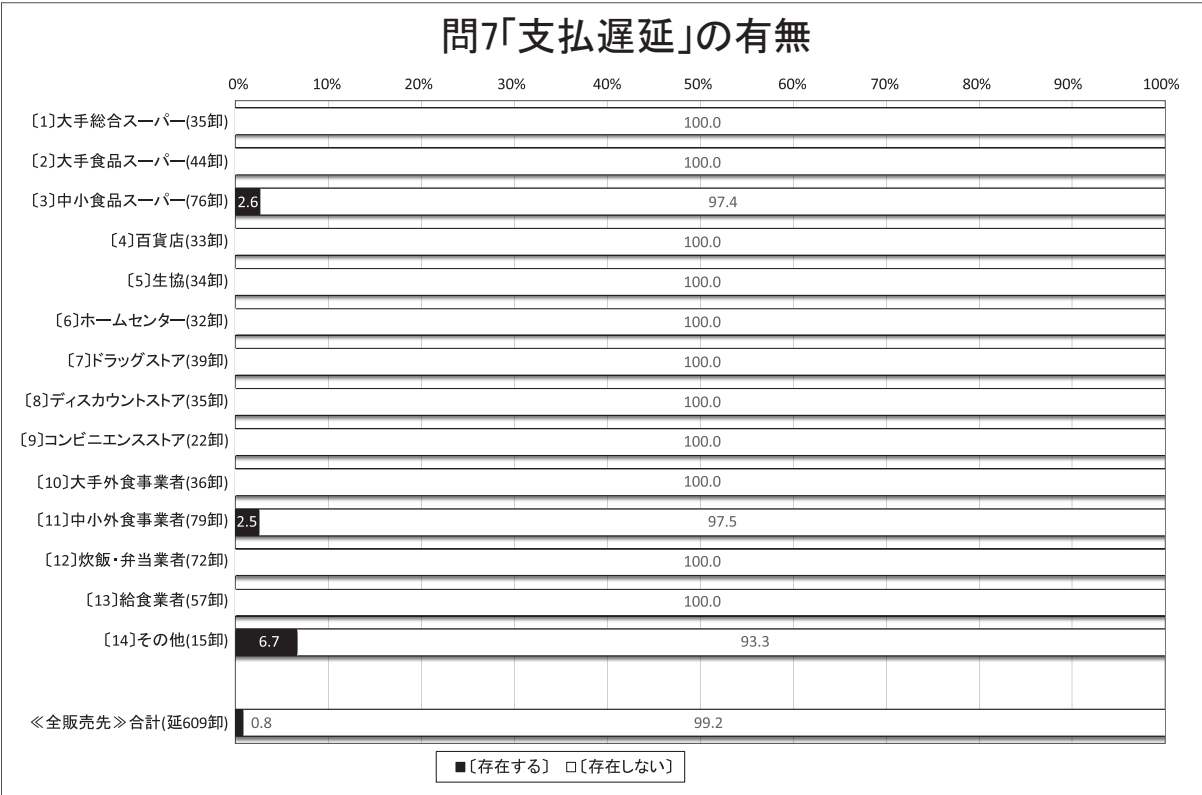 問7「支払遅延」の有無
0% 10% 20% 30% 40% 50% 60% 70% 80% 90% 100%
〔1〕大手総合スーパー(35卸) 100.0
〔2〕大手食品スーパー(44卸) 100.0
〔3〕中小食品スーパー(76卸) 2.6 97.4
〔4〕百貨店(33卸) 100.0
〔5〕生協(34卸) 100.0
〔6〕ホームセンター(32卸) 100.0
〔7〕ドラッグストア(39卸) 100.0
〔8〕ディスカウントストア(35卸) 100.0
〔9〕コンビニエンスストア(22卸) 100.0
〔10〕大手外食事業者(36卸) 100.0
〔11〕中小外食事業者(79卸) 2.5 97.5
〔12〕炊飯・弁当業者(72卸) 100.0
〔13〕給食業者(57卸) 100.0
〔14〕その他(15卸) 6.7 93.3
≪全販売先≫合計(延609卸) 0.8 99.2
■〔存在する〕 □〔存在しない〕